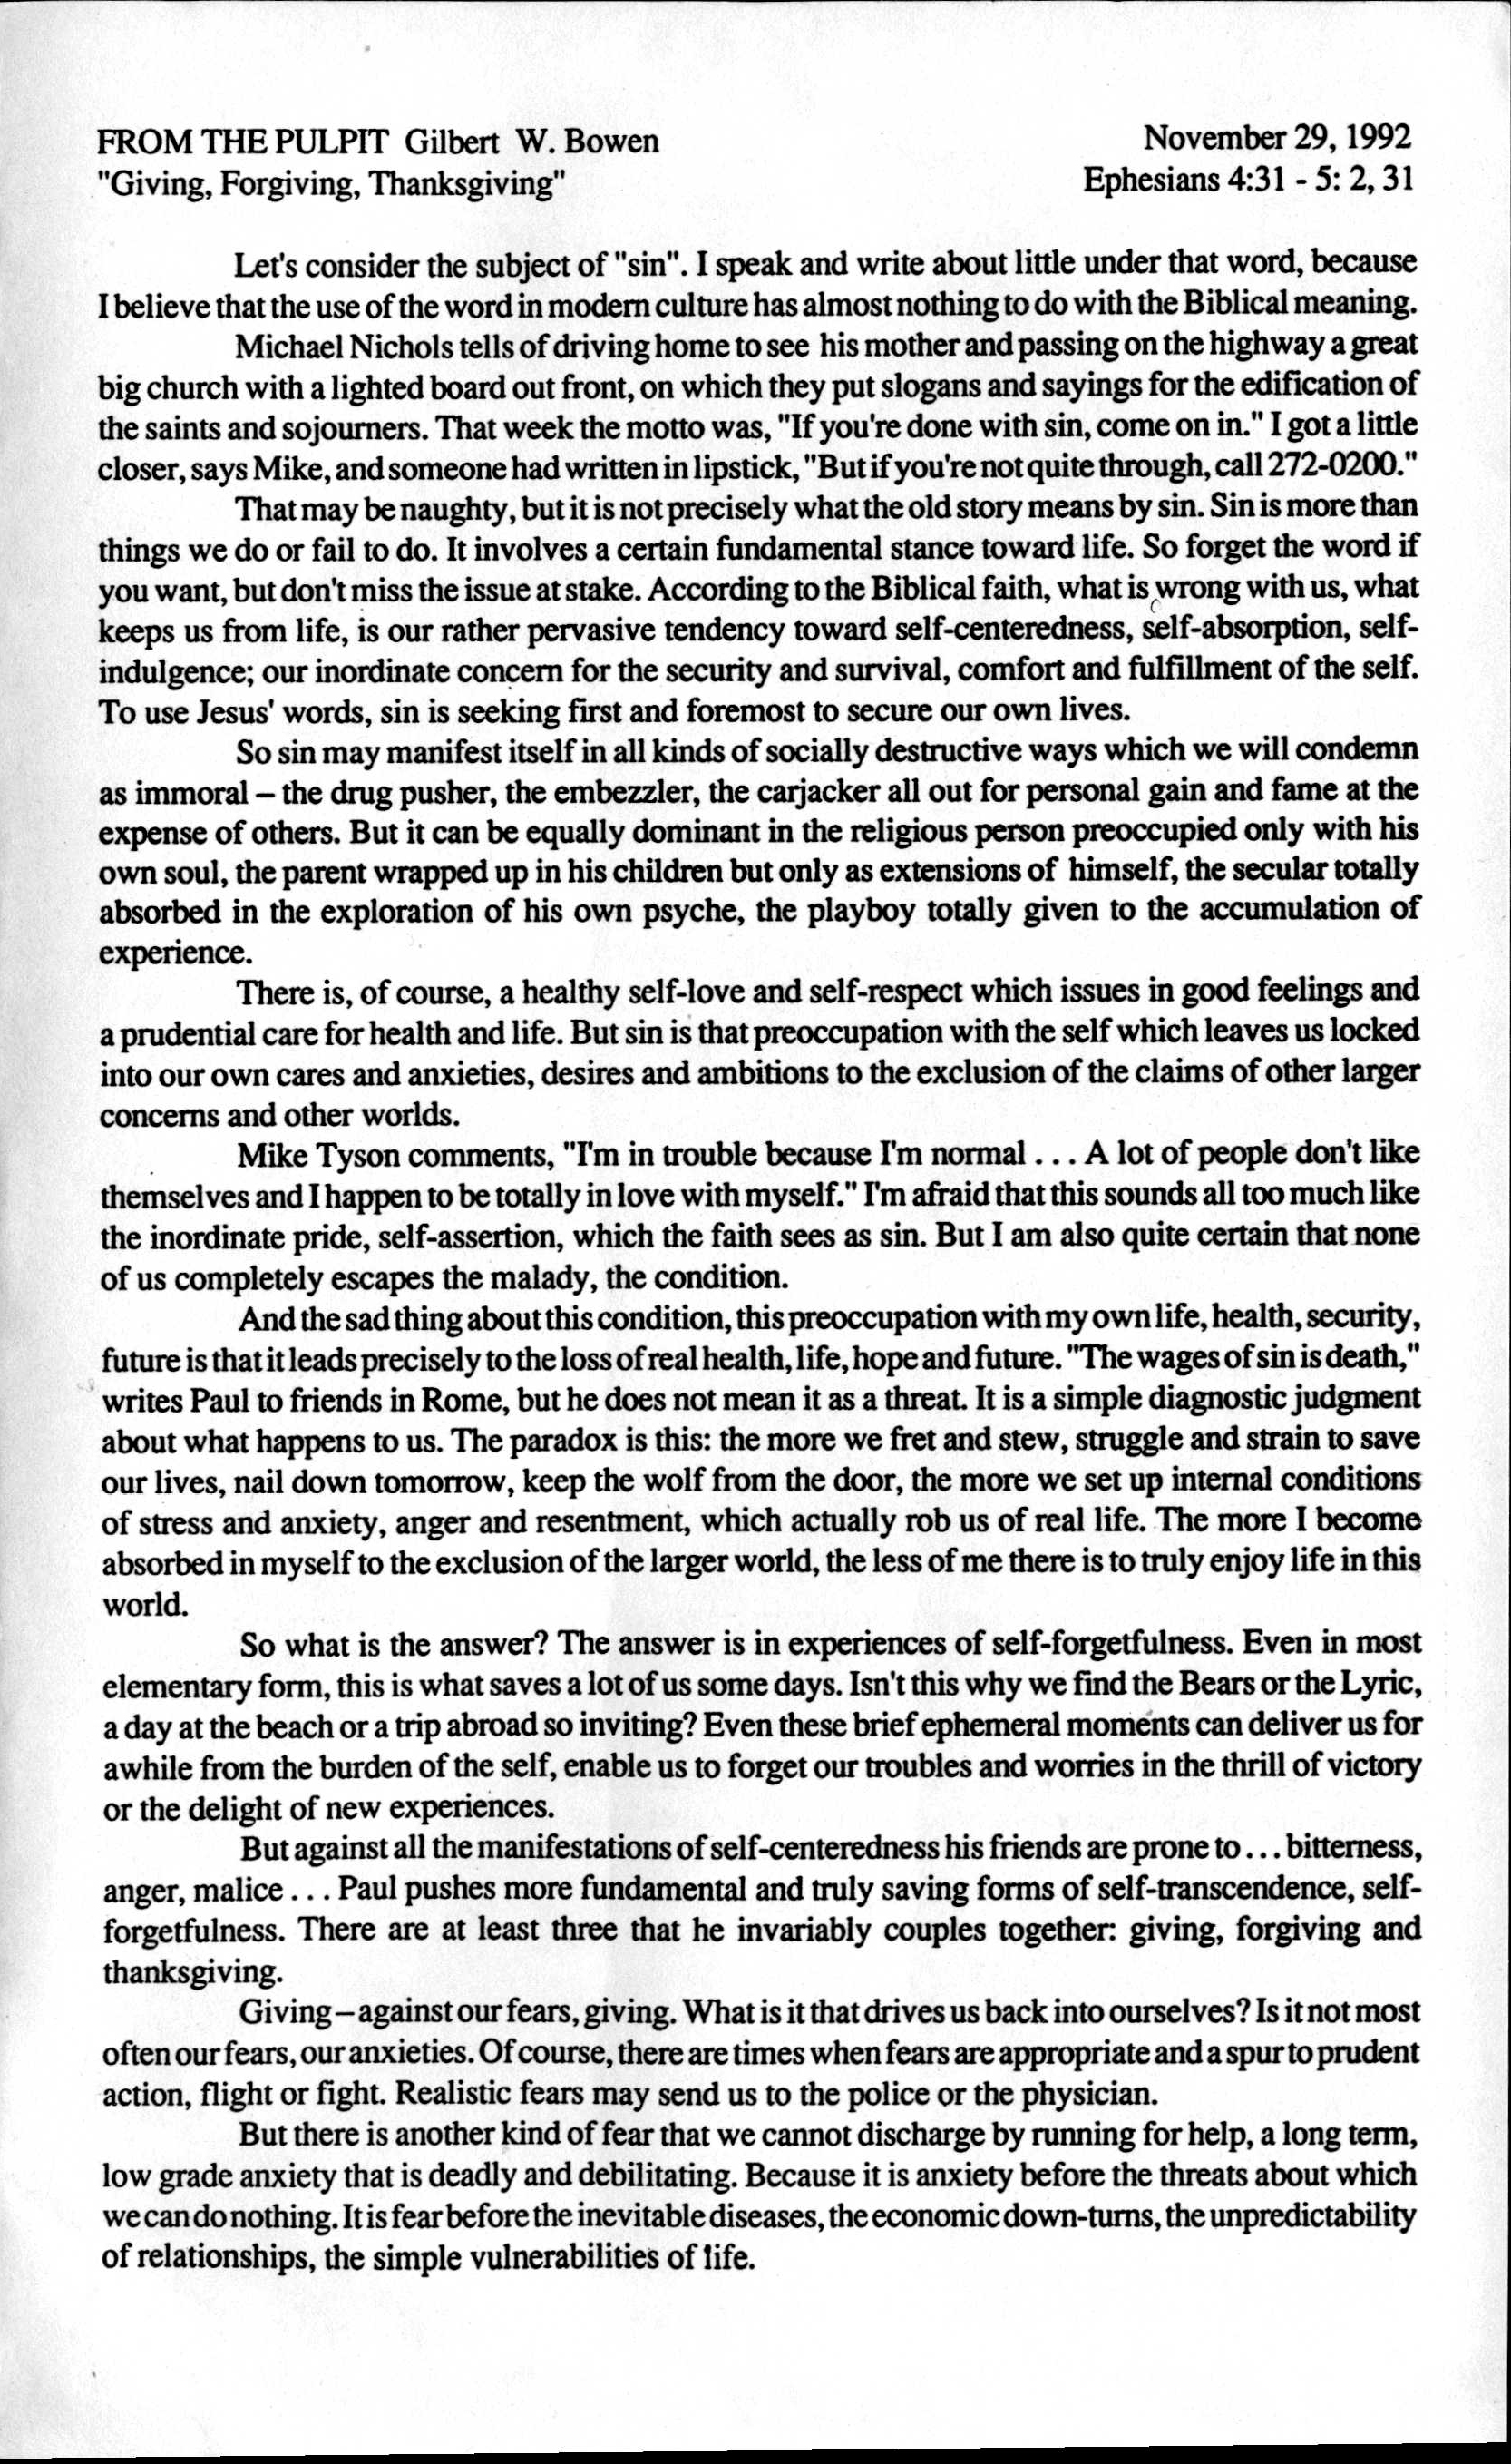 FROM THE PULPIT Gilbert W. Bowen
November 29, 1992
"Giving, Forgiving, Thanksgiving"
Ephesians 4:31 - 5: 2, 31
Let's consider the subject of "sin". I speak and write about little under that word, because
I believe that the use of the word in modern culture has almost nothing to do with the Biblical meaning.
Michael Nichols tells of driving home to see his mother and passing on the highway a great
big church with a lighted board out front, on which they put slogans and sayings for the edification of
the saints and sojourners. That week the motto was, "If you're done with sin, come on in." I got a little
closer, says Mike, and someone had written in lipstick, "But if you're not quite through, call 272-0200."
That may be naughty, but it is not precisely what the old story means by sin. Sin is more than
things we do or fail to do. It involves a certain fundamental stance toward life. So forget the word if
you want, but don't miss the issue at stake. According to the Biblical faith, what is wrong with us, what
keeps us from life, is our rather pervasive tendency toward self-centeredness, self-absorption, self-
indulgence; our inordinate concern for the security and survival, comfort and fulfillment of the self.
To use Jesus' words, sin is seeking first and foremost to secure our own lives.
So sin may manifest itself in all kinds of socially destructive ways which we will condemn
as immoral – the drug pusher, the embezzler, the carjacker all out for personal gain and fame at the
expense of others. But it can be equally dominant in the religious person preoccupied only with his
own soul, the parent wrapped up in his children but only as extensions of himself, the secular totally
absorbed in the exploration of his own psyche, the playboy totally given to the accumulation of
experience.
There is, of course, a healthy self-love and self-respect which issues in good feelings and
a prudential care for health and life. But sin is that preoccupation with the self which leaves us locked
into our own cares and anxieties, desires and ambitions to the exclusion of the claims of other larger
concerns and other worlds.
Mike Tyson comments, "I'm in trouble because I'm normal . . . A lot of people don't like
themselves and I happen to be totally in love with myself." I'm afraid that this sounds all too much like
the inordinate pride, self-assertion, which the faith sees as sin. But I am also quite certain that none
of us completely escapes the malady, the condition.
And the sad thing about this condition, this preoccupation with my own life, health, security,
future is that it leads precisely to the loss of real health, life, hope and future. "The wages of sin is death,"
writes Paul to friends in Rome, but he does not mean it as a threat. It is a simple diagnostic judgment
about what happens to us. The paradox is this: the more we fret and stew, struggle and strain to save
our lives, nail down tomorrow, keep the wolf from the door, the more we set up internal conditions
of stress and anxiety, anger and resentment, which actually rob us of real life. The more I become
absorbed in myself to the exclusion of the larger world, the less of me there is to truly enjoy life in this
world.
So what is the answer? The answer is in experiences of self-forgetfulness. Even in most
elementary form, this is what saves a lot of us some days. Isn't this why we find the Bears or the Lyric,
a day at the beach or a trip abroad so inviting? Even these brief ephemeral moments can deliver us for
awhile from the burden of the self, enable us to forget our troubles and worries in the thrill of victory
or the delight of new experiences.
But against all the manifestations of self-centeredness his friends are prone to . . . bitterness,
anger, malice . . . Paul pushes more fundamental and truly saving forms of self-transcendence, self-
forgetfulness. There are at least three that he invariably couples together: giving, forgiving and
thanksgiving.
Giving – against our fears, giving. What is it that drives us back into ourselves? Is it not most
often our fears, our anxieties. Of course, there are times when fears are appropriate and a spur to prudent
action, flight or fight. Realistic fears may send us to the police or the physician.
But there is another kind of fear that we cannot discharge by running for help, a long term,
low grade anxiety that is deadly and debilitating. Because it is anxiety before the threats about which
we can do nothing. It is fear before the inevitable diseases, the economic down-turns, the unpredictability
of relationships, the simple vulnerabilities of life.